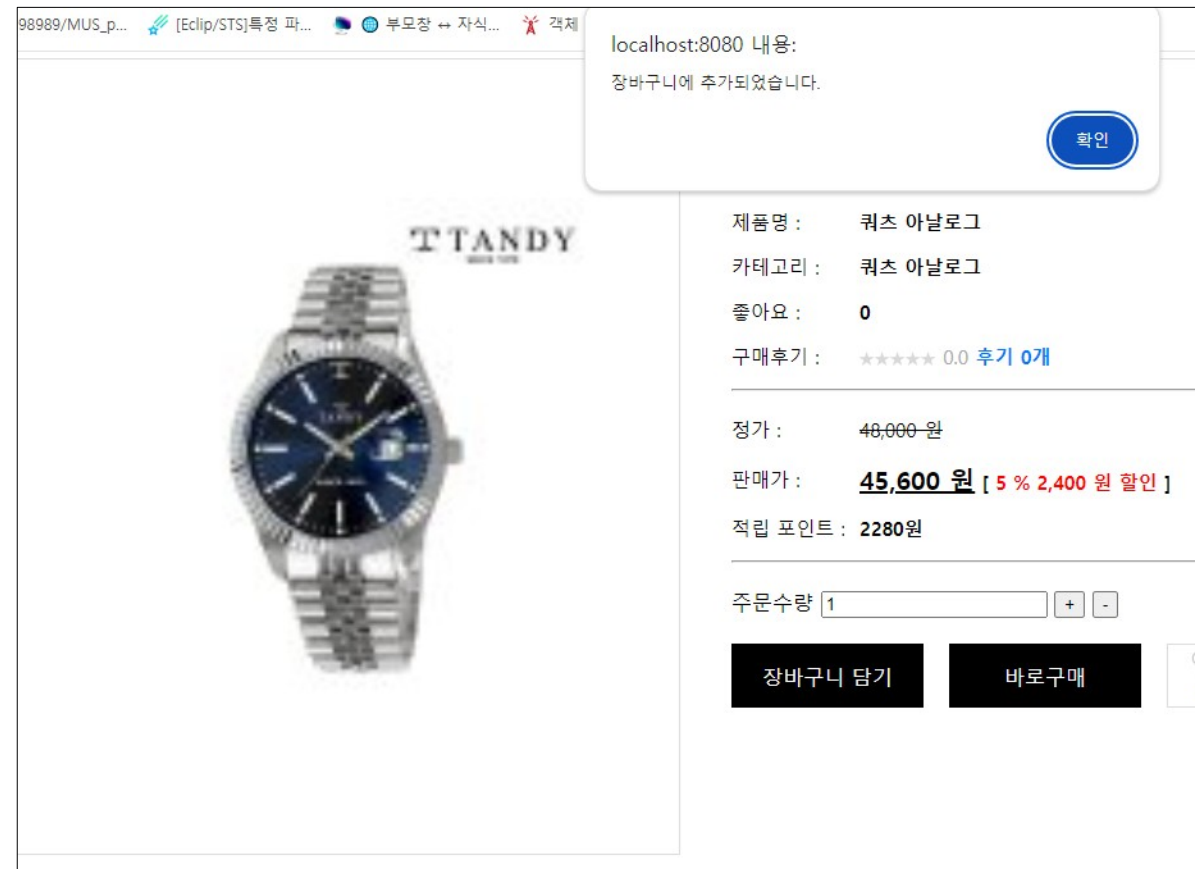 98989/MUS_p...
[Eclip/STS]특정 파...
부모창 ↔ 자식...
객체
localhost:8080 내용:
장바구니에 추가되었습니다.
확인
TANDY
TANDY
제품명 : 쿼츠 아날로그
카테고리 : 쿼츠 아날로그
좋아요 : 0
구매후기 : ★★★★★ 0.0 후기 0개
정가 : 48,000 원
판매가 : 45,600 원 [ 5 % 2,400 원 할인 ]
적립 포인트 : 2280원
주문수량 1 + -
장바구니 담기
바로구매